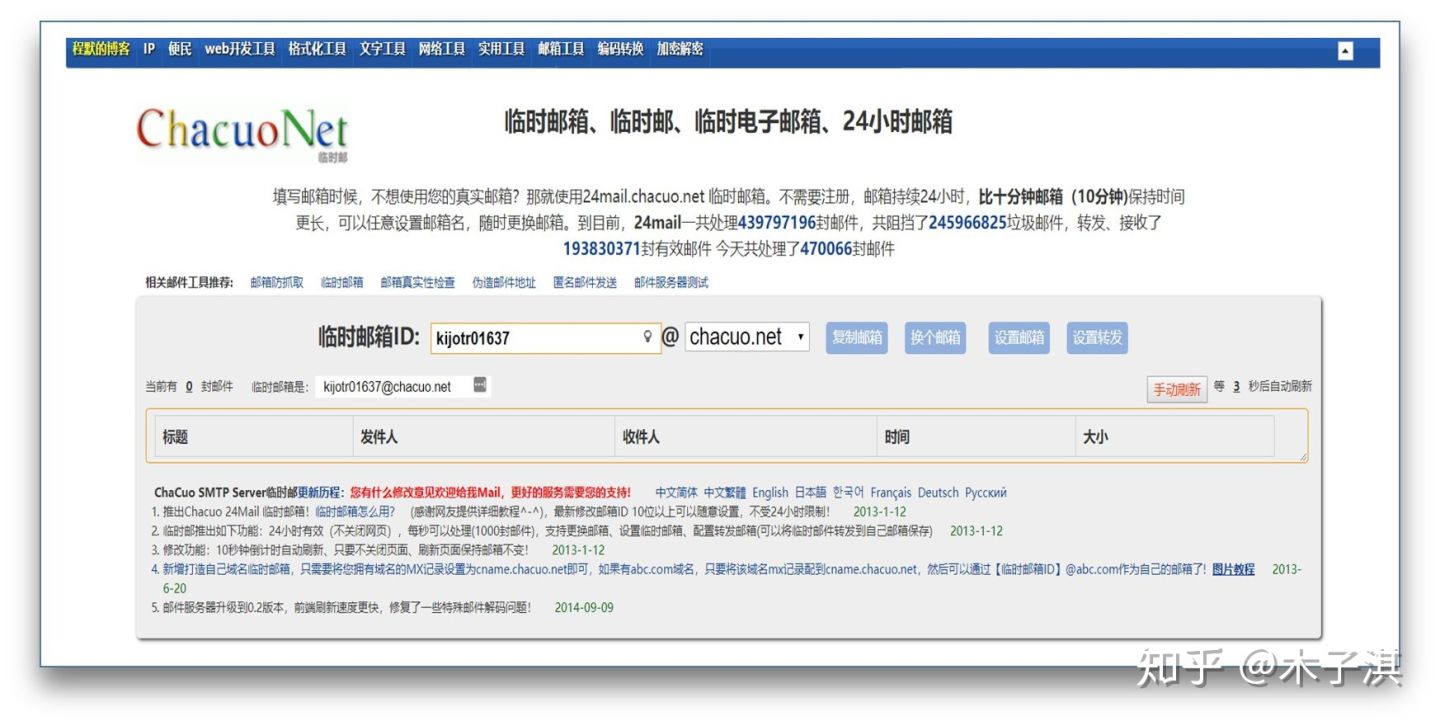 程默的博客 IP 便民 web开发工具 格式化工具 文字工具 网络工具 实用工具 邮箱工具 编码转换 加密解密
ChacuoNet
临时邮
临时邮箱、临时邮、临时电子邮箱、24小时邮箱
填写邮箱时候，不想使用您的真实邮箱？那就使用24mail.chacuo.net 临时邮箱。不需要注册，邮箱持续24小时，比十分钟邮箱（10分钟)保持时间
更长，可以任意设置邮箱名，随时更换邮箱。到目前，24mail一共处理439797196封邮件，共阻挡了245966825垃圾邮件，转发、接收了
193830371封有效邮件 今天共处理了470066封邮件
相关邮件工具推荐: 邮箱防抓取 临时邮箱 邮箱真实性检查 伪造邮件地址 匿名邮件发送 邮件服务器测试
临时邮箱ID: kijotr01637 @ chacuo.net 复制邮箱 换个邮箱 设置邮箱 设置转发
当前有 0 封邮件 临时邮箱是: kijotr01637@chacuo.net 手动刷新 等 3 秒后自动刷新
标题 发件人 收件人 时间 大小
ChaCuo SMTP Server临时邮更新历程：您有什么修改意见欢迎给我Mail，更好的服务需要您的支持! 中文简体 中文繁體 English 日本語 한국어 Français Deutsch Русский
1. 推出Chacuo 24Mail 临时邮箱！临时邮箱怎么用? (感谢网友提供详细教程^-^)，最新修改邮箱ID 10位以上可以随意设置，不受24小时限制! 2013-1-12
2. 临时邮推出如下功能：24小时有效（不关闭网页），每秒可以处理(1000封邮件)，支持更换邮箱、设置临时邮箱、配置转发邮箱(可以将临时邮件转发到自己邮箱保存) 2013-1-12
3. 修改功能：10秒钟倒计时自动刷新、只要不关闭页面、刷新页面保持邮箱不变! 2013-1-12
4. 新增打造自己域名临时邮箱，只需要将您拥有域名的MX记录设置为cname.chacuo.net即可，如果有abc.com域名，只要将该域名mx记录配到cname.chacuo.net，然后可以通过【临时邮箱ID】@abc.com作为自己的邮箱了! 图片教程 2013-
6-20
5. 邮件服务器升级到0.2版本，前端刷新速度更快，修复了一些特殊邮件解码问题! 2014-09-09
知乎 @木子淇